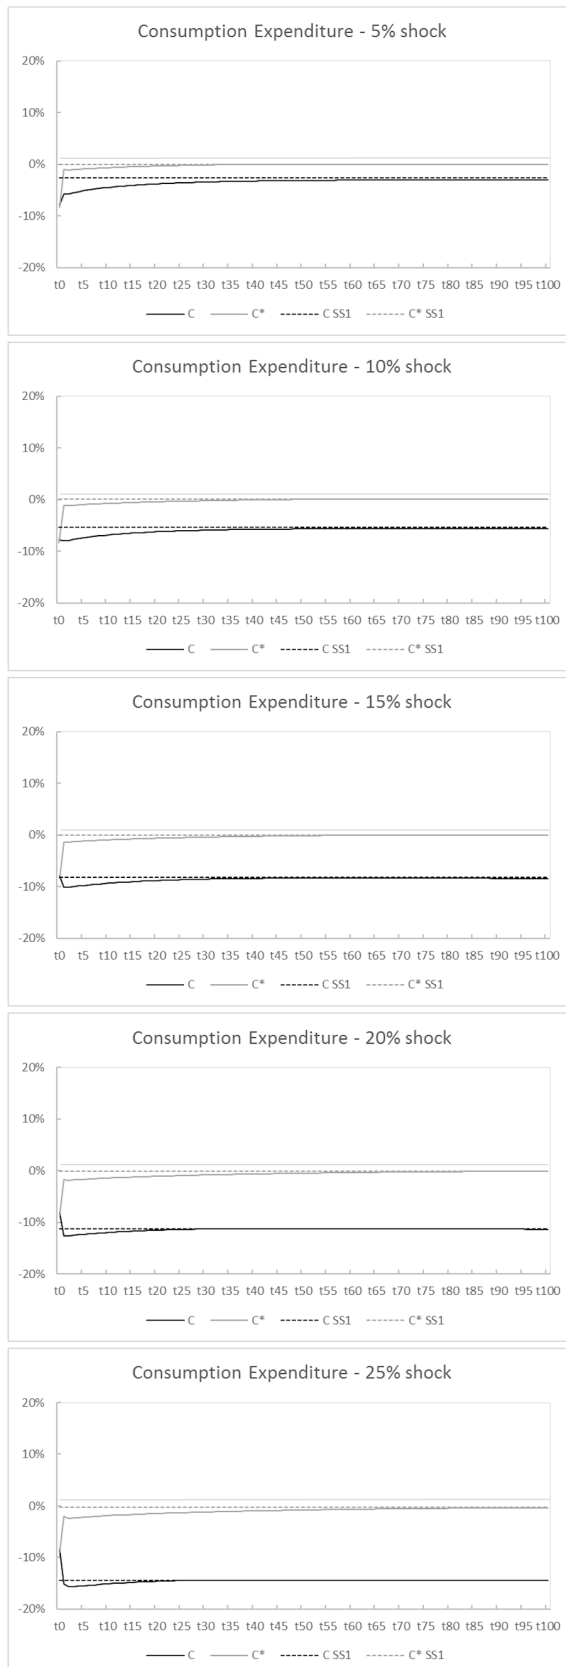 Consumption Expenditure - 5% shock
20%
10%
0%
-10%
-20%
t0 t5 t10 t15 t20 t25 t30 t35 t40 t45 t50 t55 t60 t65 t70 t75 t80 t85 t90 t95 t100
C C* C SS1 C* SS1
Consumption Expenditure - 10% shock
20%
10%
0%
-10%
-20%
t0 t5 t10 t15 t20 t25 t30 t35 t40 t45 t50 t55 t60 t65 t70 t75 t80 t85 t90 t95 t100
C C* C SS1 C* SS1
Consumption Expenditure - 15% shock
20%
10%
0%
-10%
-20%
t0 t5 t10 t15 t20 t25 t30 t35 t40 t45 t50 t55 t60 t65 t70 t75 t80 t85 t90 t95 t100
C C* C SS1 C* SS1
Consumption Expenditure - 20% shock
20%
10%
0%
-10%
-20%
t0 t5 t10 t15 t20 t25 t30 t35 t40 t45 t50 t55 t60 t65 t70 t75 t80 t85 t90 t95 t100
C C* C SS1 C* SS1
Consumption Expenditure - 25% shock
20%
10%
0%
-10%
-20%
t0 t5 t10 t15 t20 t25 t30 t35 t40 t45 t50 t55 t60 t65 t70 t75 t80 t85 t90 t95 t100
C C* C SS1 C* SS1